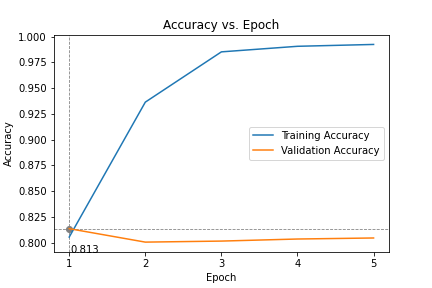 Accuracy vs. Epoch
Accuracy
1.000
0.975
0.950
0.925
0.900
0.875
0.850
0.825
0.800
Training Accuracy
Validation Accuracy
0.813
1 2 3 4 5
Epoch